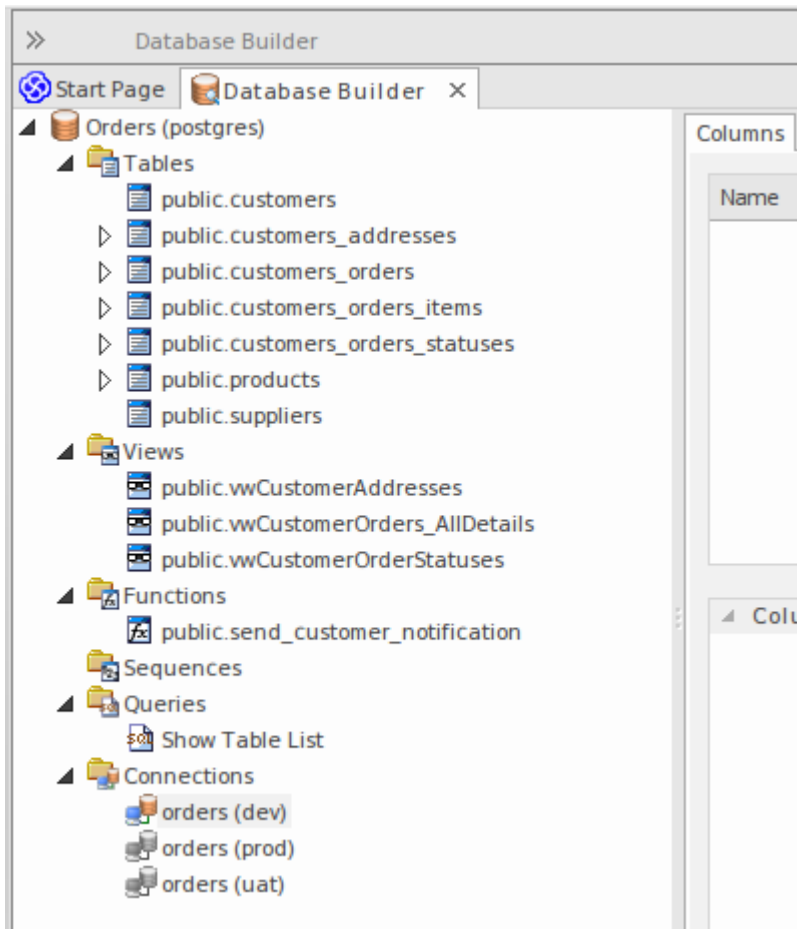 Database Builder
Start Page Database Builder
Orders (postgres)
Columns
Tables
Name
public.customers
public.customers_addresses
public.customers_orders
public.customers_orders_items
public.customers_orders_statuses
public.products
public.suppliers
Views
public.vwCustomerAddresses
public.vwCustomerOrders_AllDetails
public.vwCustomerOrderStatuses
Functions
Colu
public.send_customer_notification
Sequences
Queries
Show Table List
Connections
orders (dev)
orders (prod)
orders (uat)